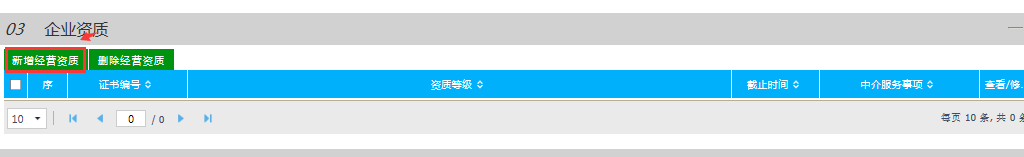 03 企业资质
新增经营资质 删除经营资质
序 证书编号 资质等级 截止时间 中介服务事项 查看/修.
10 0 / 0 每页 10 条, 共 0 条